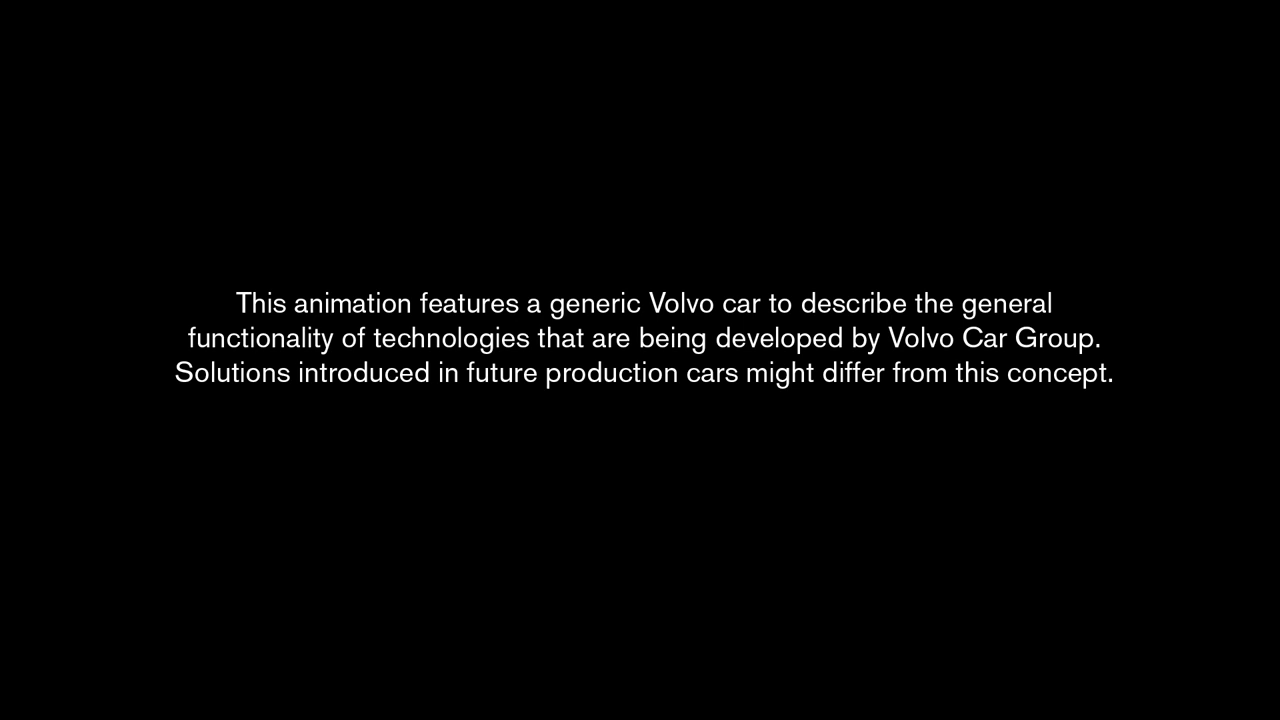 This animation features a generic Volvo car to describe the general
functionality of technologies that are being developed by Volvo Car Group.
Solutions introduced in future production cars might differ from this concept.